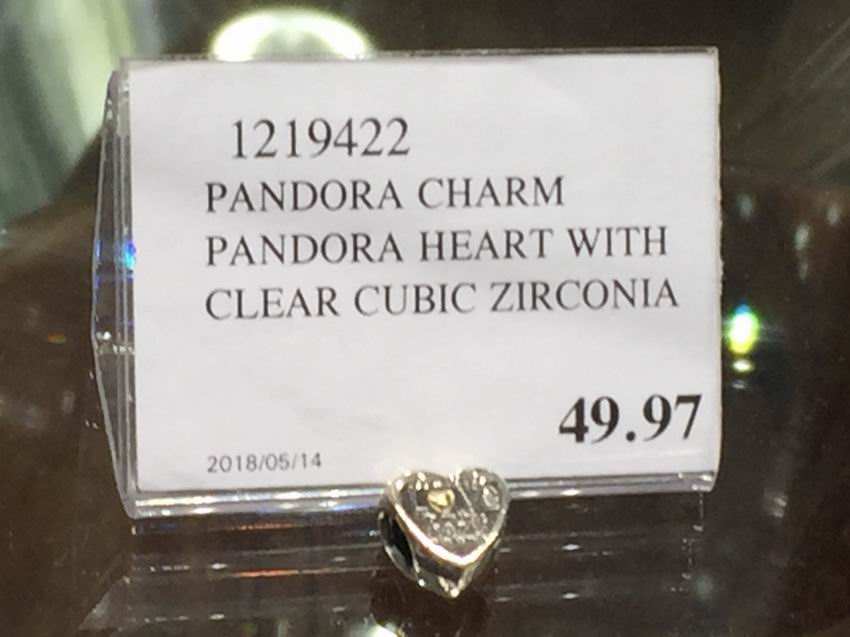 1219422
PANDORA CHARM
PANDORA HEART WITH
CLEAR CUBIC ZIRCONIA
49.97
2018/05/14